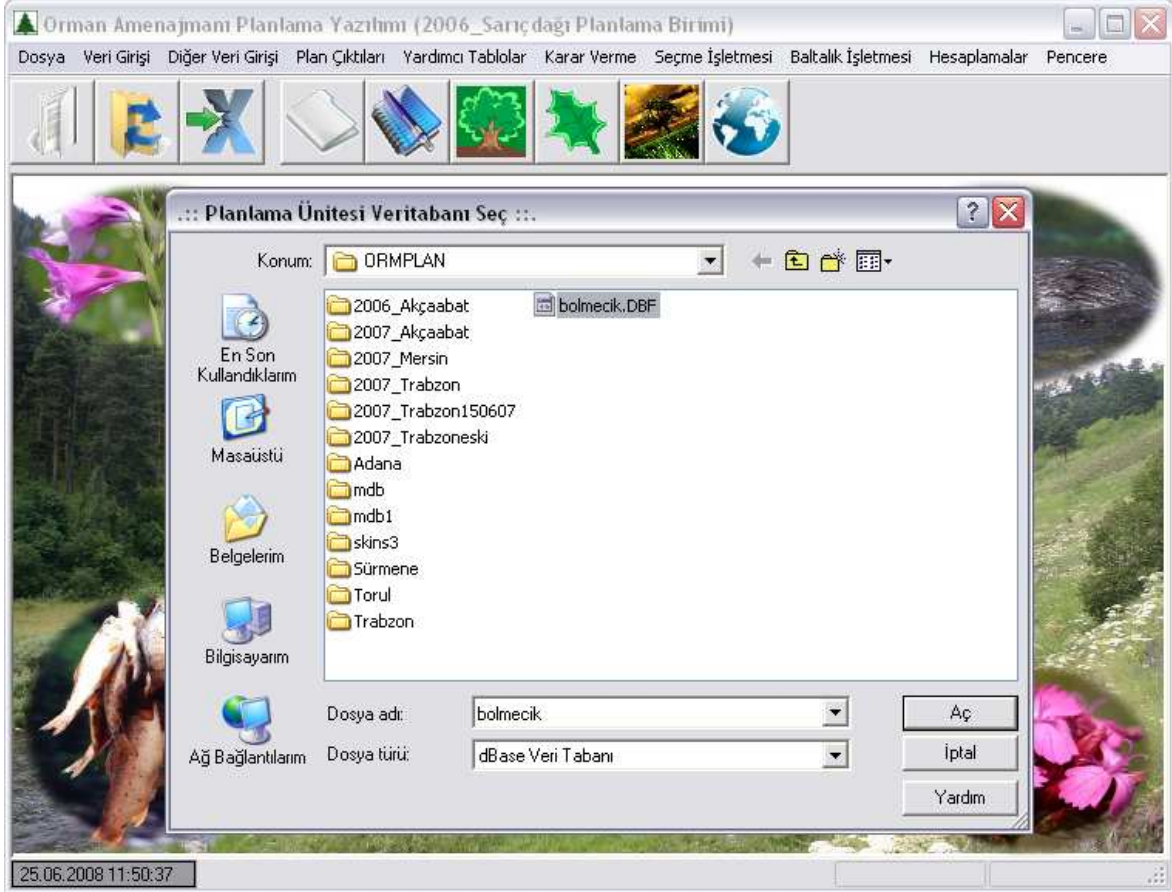 Orman Amenajmanı Planlama Yazılımı (2006_Sarıçdağı Planlama Birimi)
Dosya Veri Girişi Diğer Veri Girişi Plan Çıktıları Yardımcı Tablolar Karar Verme Seçme İşletmesi Baltalık İşletmesi Hesaplamalar Pencere
.:: Planlama Ünitesi Veritabanı Seç ::.
Konum: ORMPLAN
2006_Akçaabat bolmecik.DBF
2007_Akçaabat
2007_Mersin
2007_Trabzon
2007_Trabzon150607
2007_Trabzoneski
Adana
mdb
mdb1
skins3
Sürmene
Torul
Trabzon
En Son
Kullandıklarım
Masaüstü
Belgelerim
Bilgisayarım
Ağ Bağlantılarım
Dosya adı: bolmecik Aç
Dosya türü: dBase Veri Tabanı İptal
Yardım
25.06.2008 11:50:37